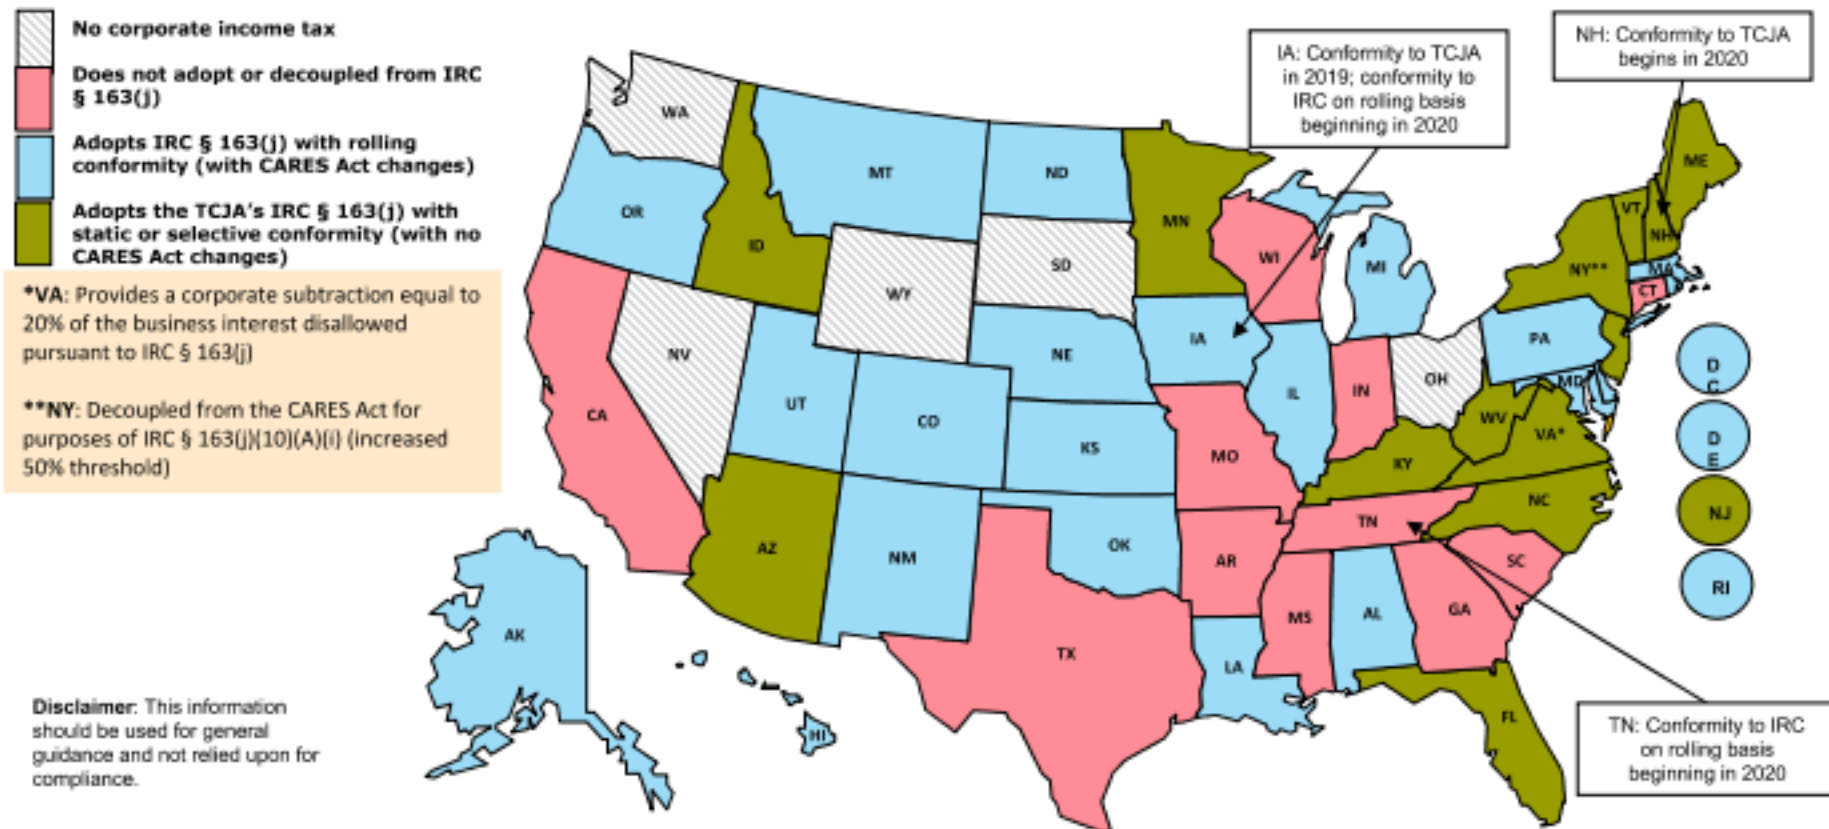 No corporate income tax
Does not adopt or decoupled from IRC
§ 163(j)
Adopts IRC § 163(j) with rolling
conformity (with CARES Act changes)
Adopts the TCJA's IRC § 163(j) with
static or selective conformity (with no
CARES Act changes)
*VA: Provides a corporate subtraction equal to
20% of the business interest disallowed
pursuant to IRC § 163(j)
**NY: Decoupled from the CARES Act for
purposes of IRC § 163(j)(10)(A)(i) (increased
50% threshold)
Disclaimer: This information
should be used for general
guidance and not relied upon for
compliance.
IA: Conformity to TCJA
in 2019; conformity to
IRC on rolling basis
beginning in 2020
NH: Conformity to TCJA
begins in 2020
TN: Conformity to IRC
on rolling basis
beginning in 2020
WA
MT
ND
MN
ME
VT
NH
OR
ID
SD
WI
MI
NY**
MA
CT
WY
NV
NE
IA
PA
UT
CO
IL
IN
OH
MD
CA
KS
MO
WV
VA*
KY
NC
AZ
NM
OK
TN
AR
SC
MS
AL
GA
TX
LA
FL
AK
HI
D
C
D
E
NJ
RI